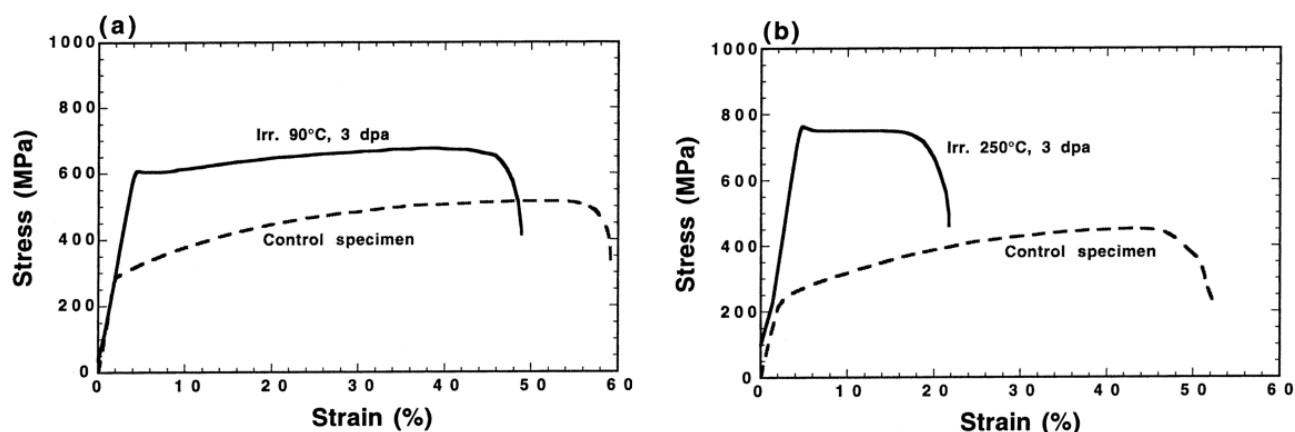 (a)
1000
800
600
400
200
0
Stress (MPa)
Irr. 90°C, 3 dpa
Control specimen
0 10 20 30 40 50 60
Strain (%)
(b)
1000
800
600
400
200
0
Stress (MPa)
Irr. 250°C, 3 dpa
Control specimen
0 10 20 30 40 50 60
Strain (%)